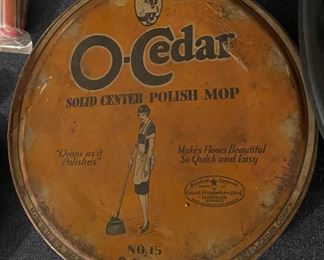 O-Cedar
SOLID CENTER POLISH MOP
"Cleans as it
Polishes"
Makes Floors Beautiful
So Quick and Easy
Good Housekeeping
Institute
NO. 15